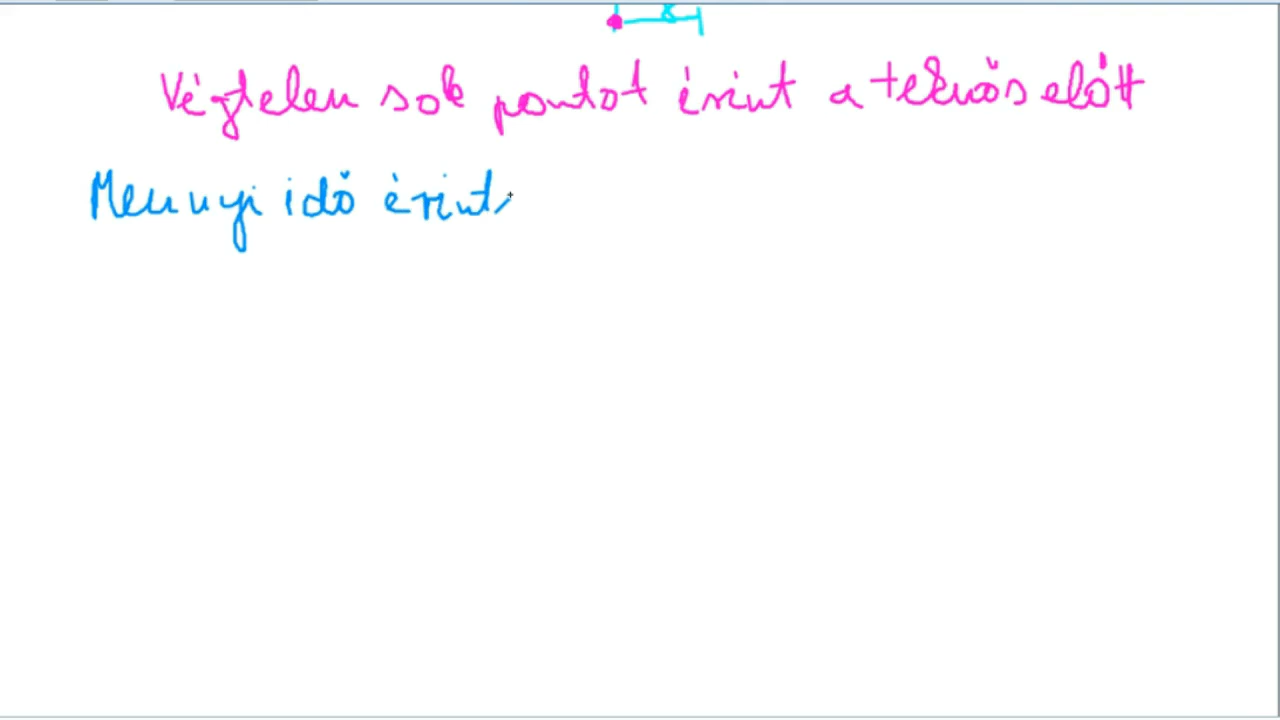 Végtelen sok pontot érint a teknős előtt
Mennyi idő érint